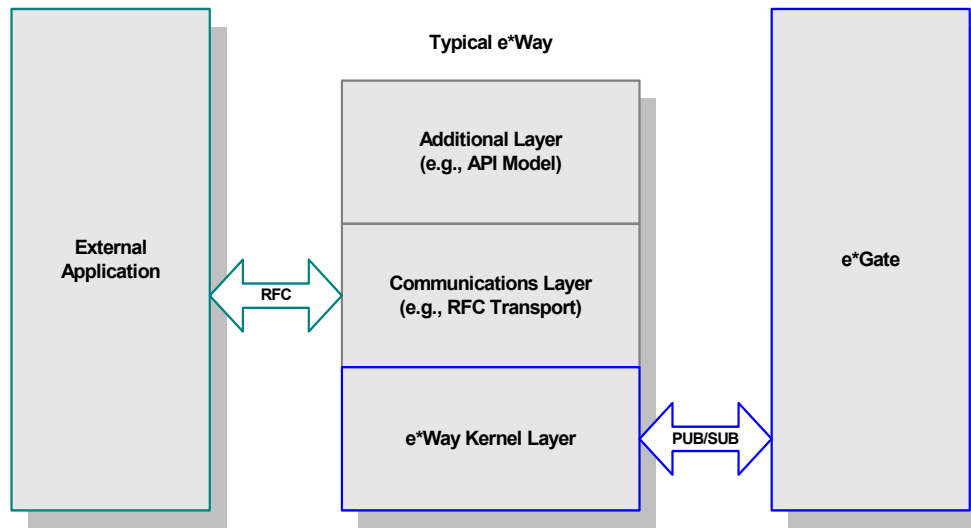 Typical e*Way
Additional Layer
(e.g., API Model)
External
Application
RFC
Communications Layer
(e.g., RFC Transport)
e*Gate
e*Way Kernel Layer
PUB/SUB